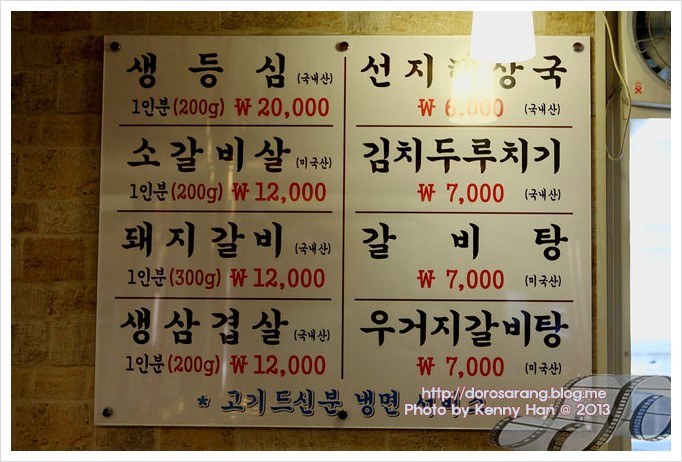 생등심 (국내산)
1인분(200g) ₩ 20,000
소갈비살 (미국산)
1인분(200g) ₩ 12,000
돼지갈비 (국내산)
1인분(300g) ₩ 12,000
생삼겹살 (국내산)
1인분(200g) ₩ 12,000
선지해장국
₩ 6,000 (국내산)
김치두루치기
₩ 7,000 (국내산)
갈비탕
₩ 7,000 (미국산)
우거지갈비탕
₩ 7,000 (미국산)
* 고기드신분 냉면
http://dorosarang.blog.me
Photo by Kenny Han @ 2013